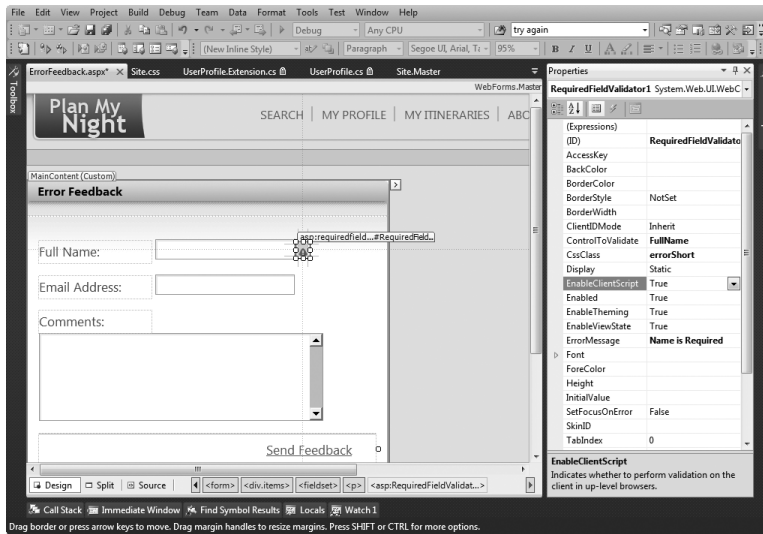 File Edit View Project Build Debug Team Data Format Tools Test Window Help
Debug Any CPU try again
(New Inline Style) Paragraph Segoe UI, Arial, 95% B I U A
Toolbox
ErrorFeedback.aspx* Site.css UserProfile.Extension.cs UserProfile.cs Site.Master
WebForms.Master
Plan My
Night
SEARCH | MY PROFILE | MY ITINERARIES | ABO
MainContent (Custom)
Error Feedback
asp:requiredfield...#RequiredField...
Full Name:
Email Address:
Comments:
Send Feedback
Design Split Source <form> <div.items> <fieldset> <p> <asp:RequiredFieldValidat...>
Properties
RequiredFieldValidator1 System.Web.UI.WebC
(Expressions)
(ID) RequiredFieldValidato
AccessKey
BackColor
BorderColor
BorderStyle NotSet
BorderWidth
ClientIDMode Inherit
ControlToValidate FullName
CssClass errorShort
Display Static
EnableClientScript True
Enabled True
EnableTheming True
EnableViewState True
ErrorMessage Name is Required
Font
ForeColor
Height
InitialValue
SetFocusOnError False
SkinID
TabIndex 0
EnableClientScript
Indicates whether to perform validation on the
client in up-level browsers.
Call Stack Immediate Window Find Symbol Results Locals Watch 1
Drag border or press arrow keys to move. Drag margin handles to resize margins. Press SHIFT or CTRL for more options.